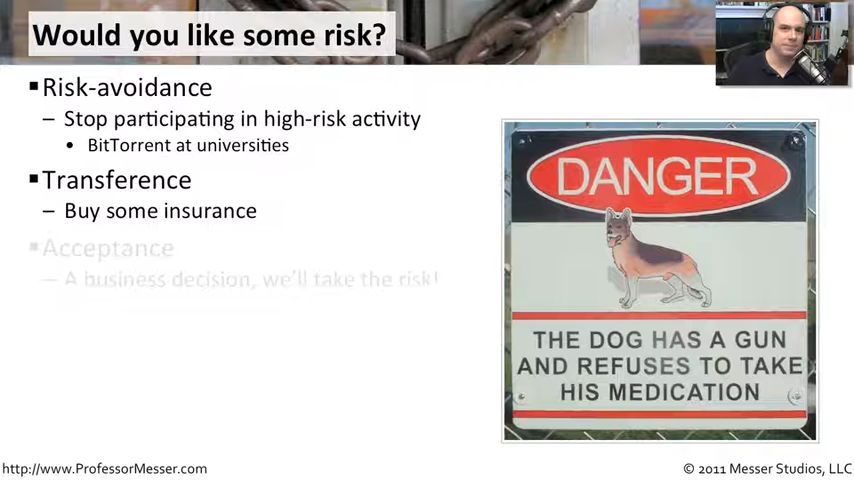 Would you like some risk?
▪Risk-avoidance
– Stop participating in high-risk activity
• BitTorrent at universities
▪Transference
– Buy some insurance
▪Acceptance
– A business decision, we'll take the risk!
DANGER
THE DOG HAS A GUN
AND REFUSES TO TAKE
HIS MEDICATION
http://www.ProfessorMesser.com
© 2011 Messer Studios, LLC